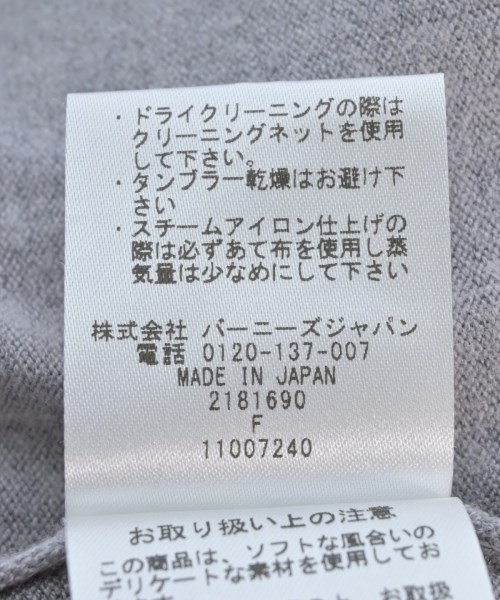 ・ドライクリーニングの際は
クリーニングネットを使用
して下さい。
・タンブラー乾燥はお避け下
さい
・スチームアイロン仕上げの
際は必ずあて布を使用し蒸
気量は少なめにして下さい
株式会社 バーニーズジャパン
電話 0120-137-007
MADE IN JAPAN
2181690
F
11007240
お取り扱い上の注意
この商品は、ソフトな風合いの
デリケートな素材を使用してお
ます。 お取扱